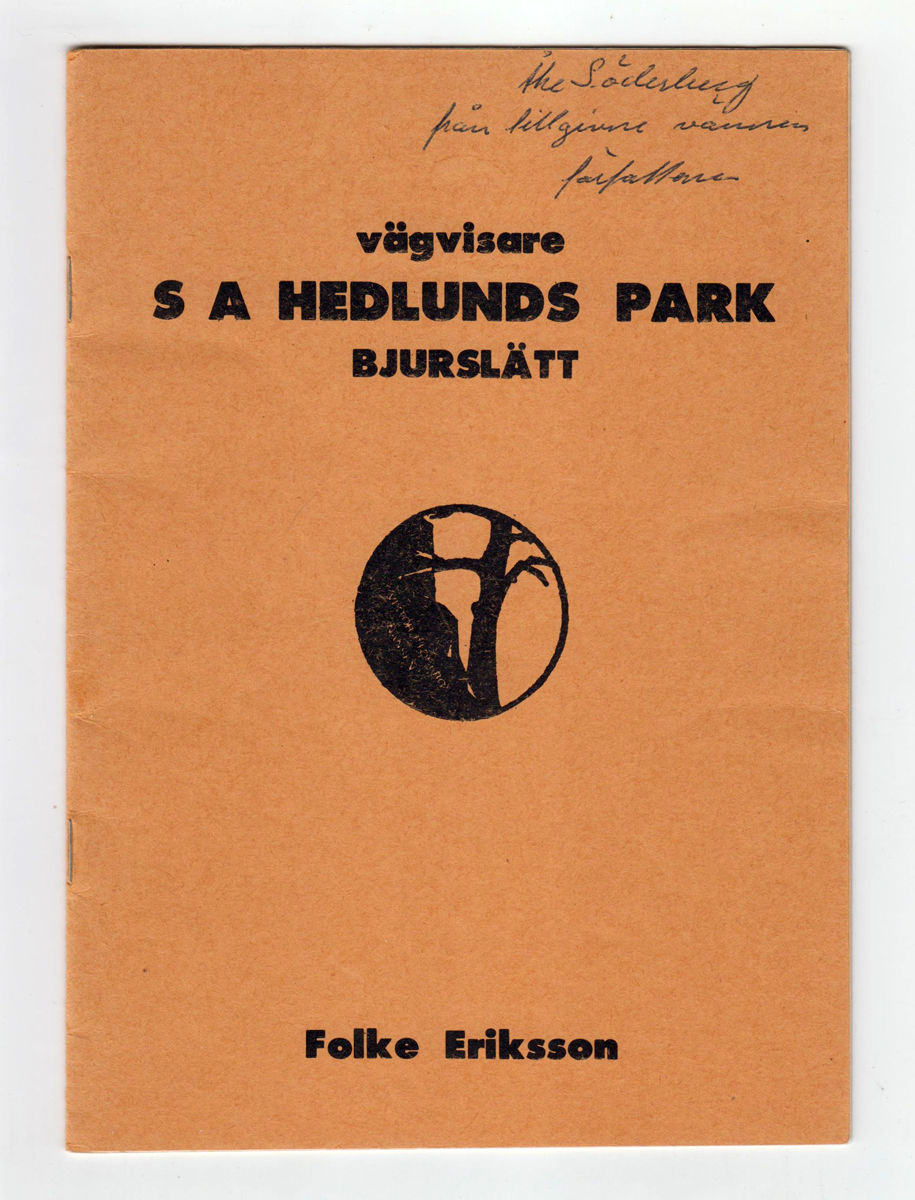 Åke Söderberg
från tillgivne vännen
författaren
vägvisare
S A HEDLUNDS PARK
BJURSLÄTT
Folke Eriksson